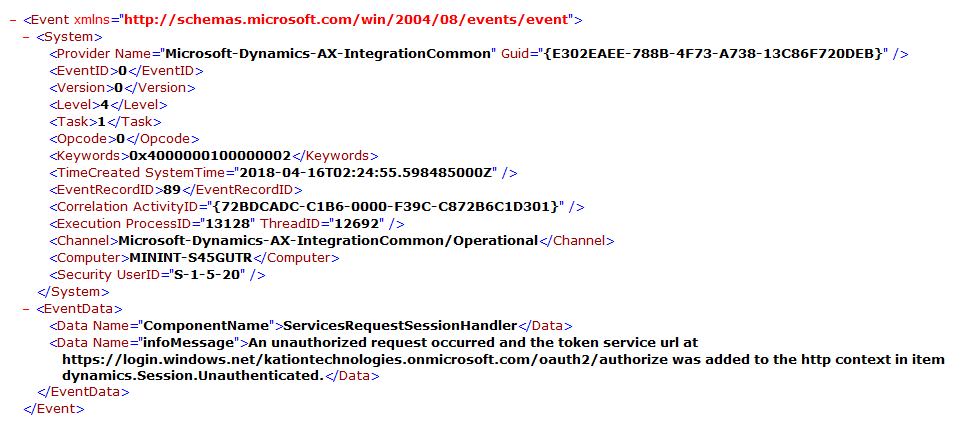 – <Event xmlns="http://schemas.microsoft.com/win/2004/08/events/event">
– <System>
<Provider Name="Microsoft-Dynamics-AX-IntegrationCommon" Guid="{E302EAEE-788B-4F73-A738-13C86F720DEB}" />
<EventID>0</EventID>
<Version>0</Version>
<Level>4</Level>
<Task>1</Task>
<Opcode>0</Opcode>
<Keywords>0x4000000100000002</Keywords>
<TimeCreated SystemTime="2018-04-16T02:24:55.598485000Z" />
<EventRecordID>89</EventRecordID>
<Correlation ActivityID="{72BDCADC-C1B6-0000-F39C-C872B6C1D301}" />
<Execution ProcessID="13128" ThreadID="12692" />
<Channel>Microsoft-Dynamics-AX-IntegrationCommon/Operational</Channel>
<Computer>MININT-S45GUTR</Computer>
<Security UserID="S-1-5-20" />
</System>
– <EventData>
<Data Name="ComponentName">ServicesRequestSessionHandler</Data>
<Data Name="infoMessage">An unauthorized request occurred and the token service url at
https://login.windows.net/kationtechnologies.onmicrosoft.com/oauth2/authorize was added to the http context in item
dynamics.Session.Unauthenticated.</Data>
</EventData>
</Event>